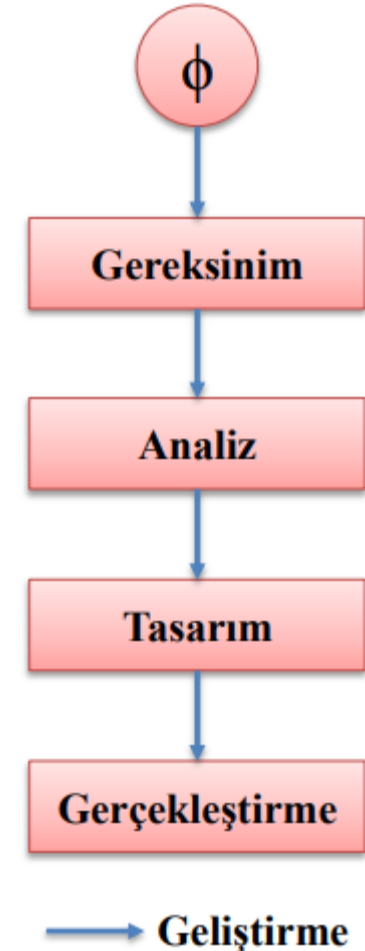 ϕ
Gereksinim
Analiz
Tasarım
Gerçekleştirme
Geliştirme